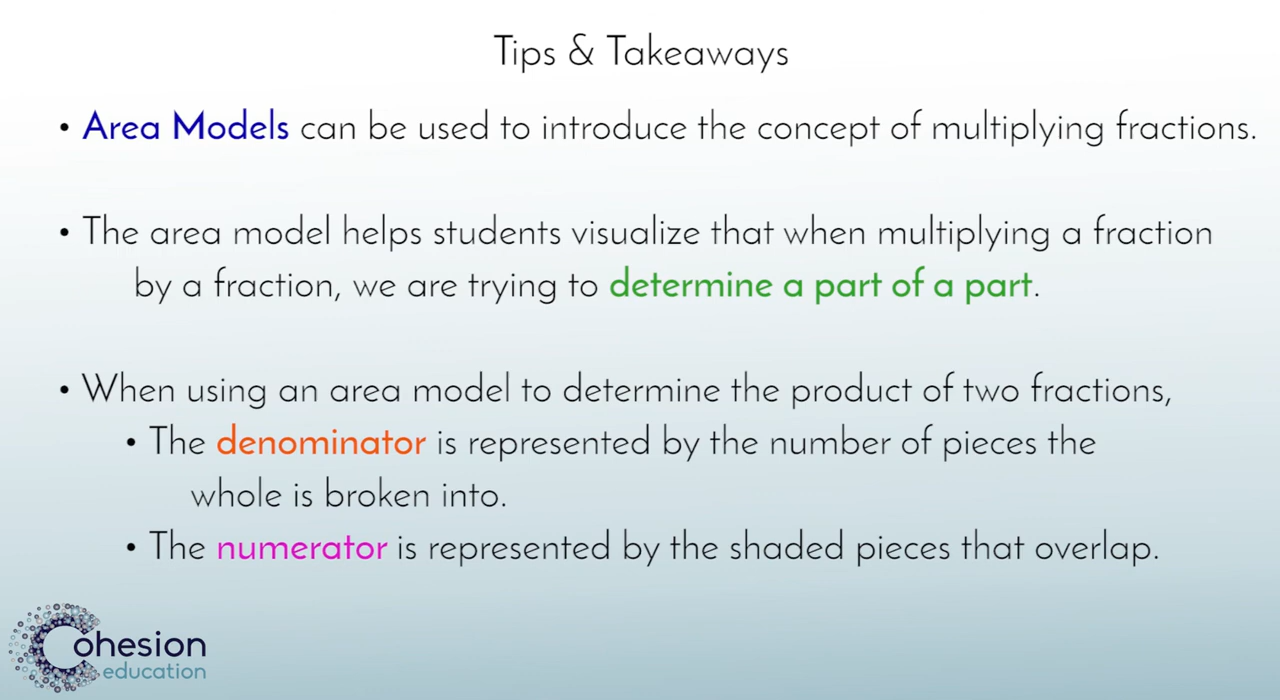 Tips & Takeaways
• Area Models can be used to introduce the concept of multiplying fractions.
• The area model helps students visualize that when multiplying a fraction
by a fraction, we are trying to determine a part of a part.
• When using an area model to determine the product of two fractions,
• The denominator is represented by the number of pieces the
whole is broken into.
• The numerator is represented by the shaded pieces that overlap.
Cohesion
education